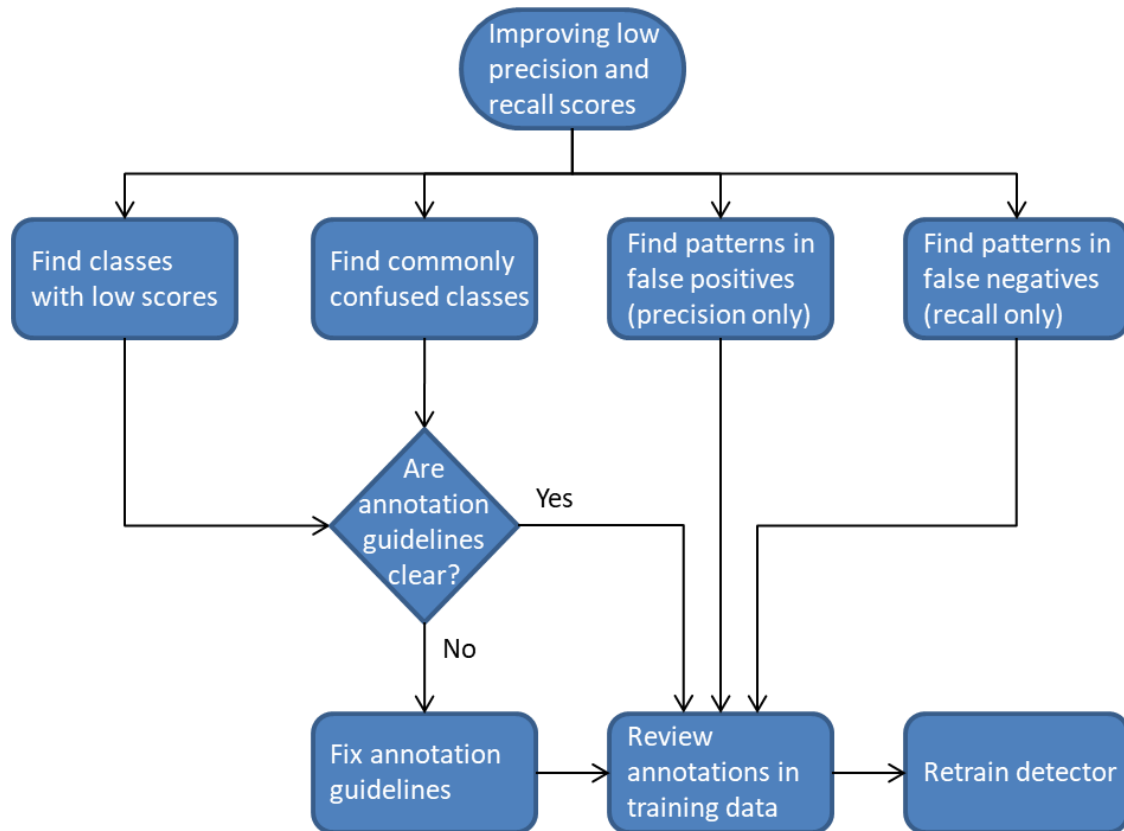 Improving low
precision and
recall scores
Find classes
with low scores
Find commonly
confused classes
Find patterns in
false positives
(precision only)
Find patterns in
false negatives
(recall only)
Are
annotation
guidelines
clear?
Yes
No
Fix annotation
guidelines
Review
annotations in
training data
Retrain detector